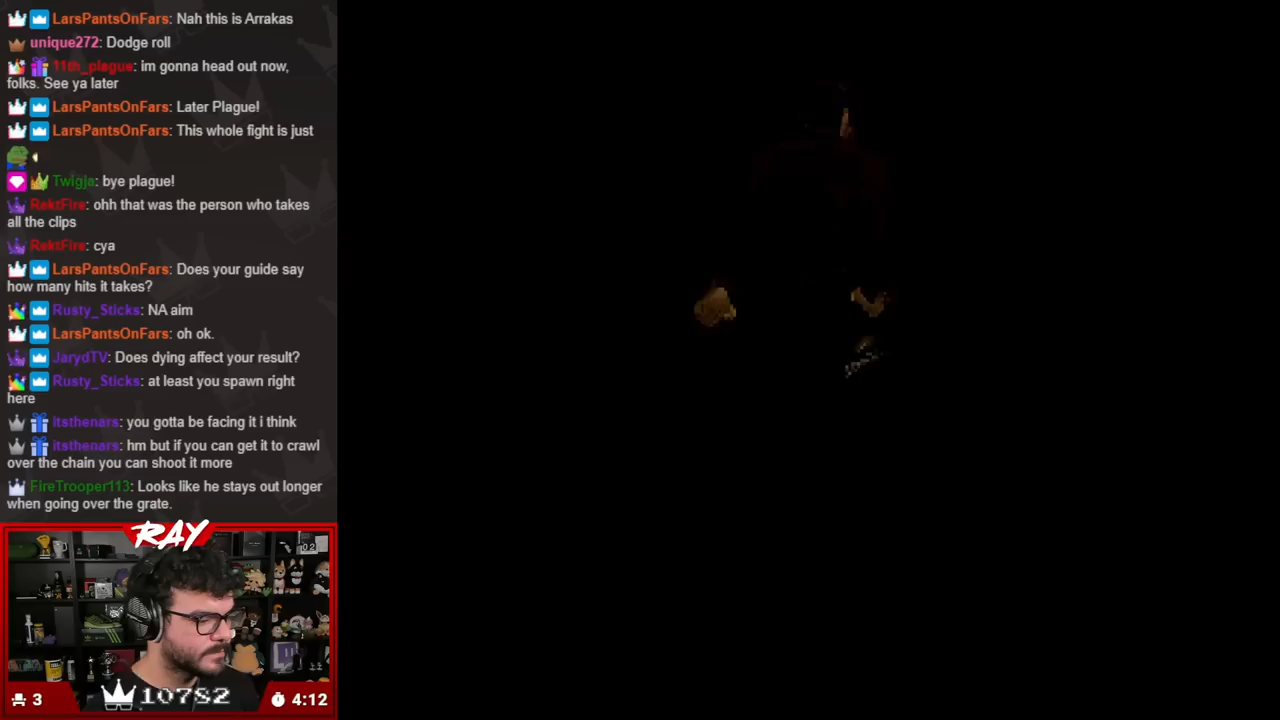 LarsPantsOnFars: Nah this is Arrakas
unique272: Dodge roll
11th_plague: im gonna head out now,
folks. See ya later
LarsPantsOnFars: Later Plague!
LarsPantsOnFars: This whole fight is just
Twigja: bye plague!
RektFire: ohh that was the person who takes
all the clips
RektFire: cya
LarsPantsOnFars: Does your guide say
how many hits it takes?
Rusty_Sticks: NA aim
LarsPantsOnFars: oh ok.
JarydTV: Does dying affect your result?
Rusty_Sticks: at least you spawn right
here
itsthenars: you gotta be facing it i think
itsthenars: hm but if you can get it to crawl
over the chain you can shoot it more
FireTrooper113: Looks like he stays out longer
when going over the grate.
RAY
3
10782
4:12